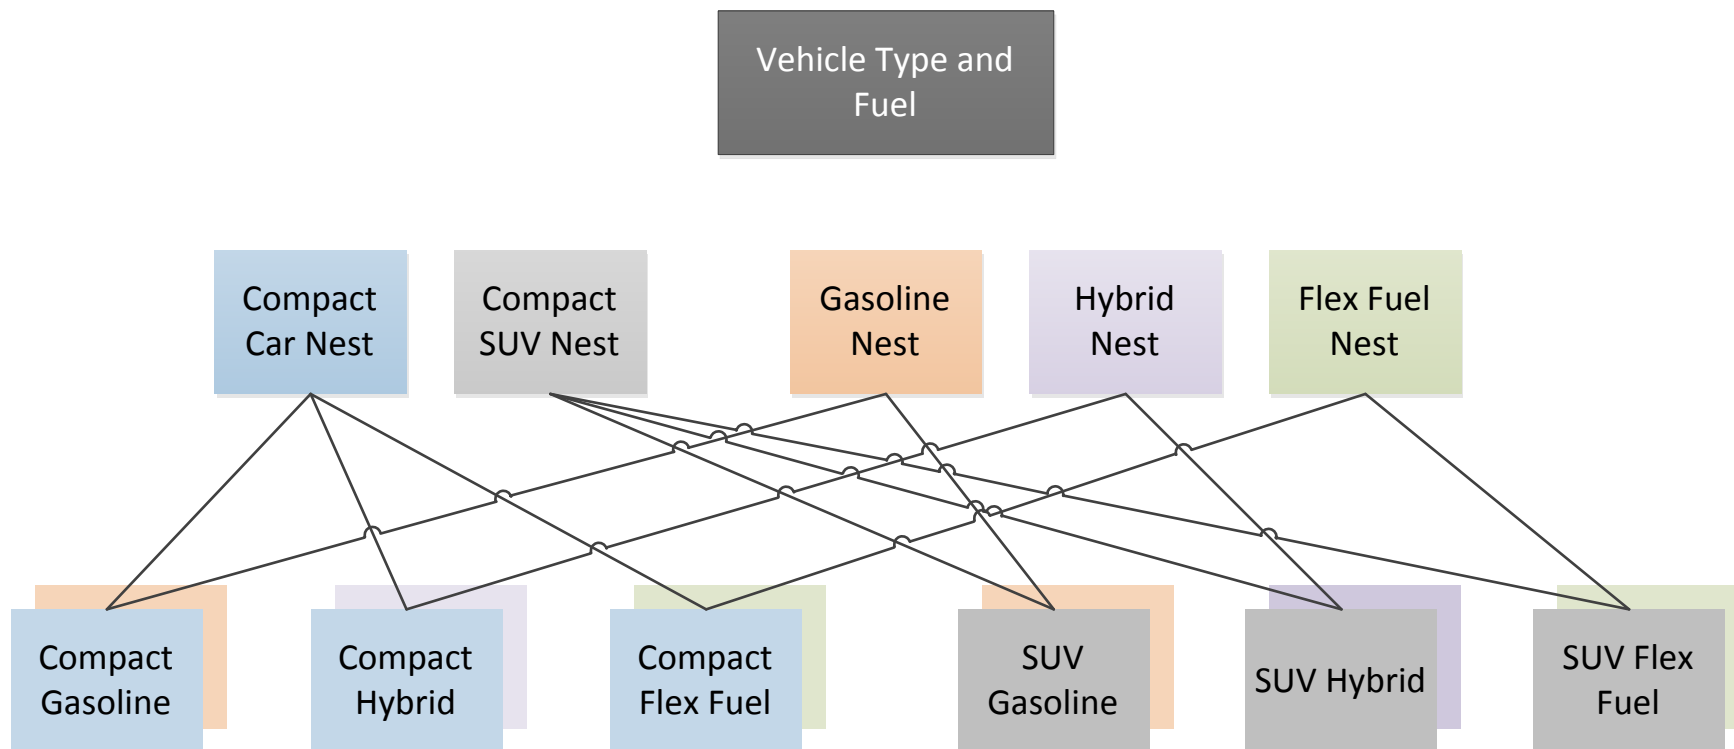 Vehicle Type and
Fuel
Compact
Car Nest
Compact
SUV Nest
Gasoline
Nest
Hybrid
Nest
Flex Fuel
Nest
Compact
Gasoline
Compact
Hybrid
Compact
Flex Fuel
SUV
Gasoline
SUV Hybrid
SUV Flex
Fuel